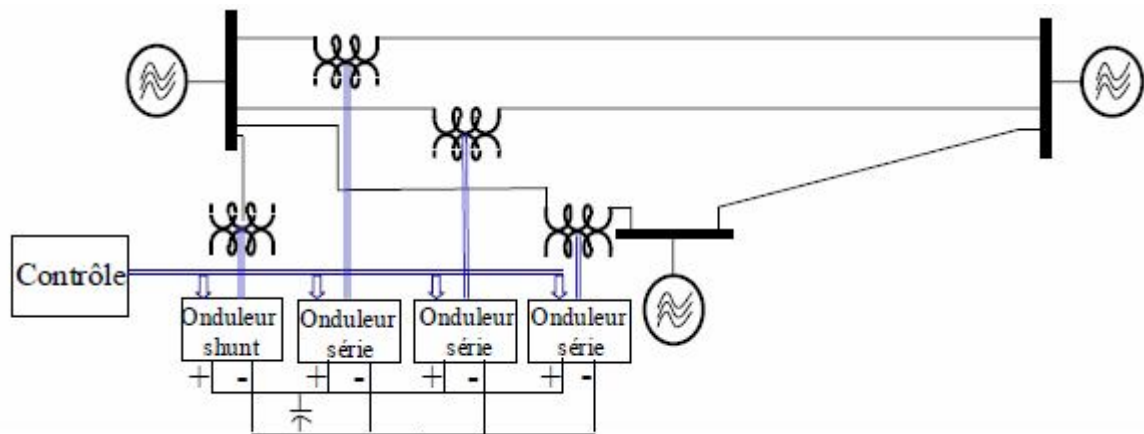 Contrôle
Onduleur
shunt
Onduleur
série
Onduleur
série
Onduleur
série
+ - + - + - + -